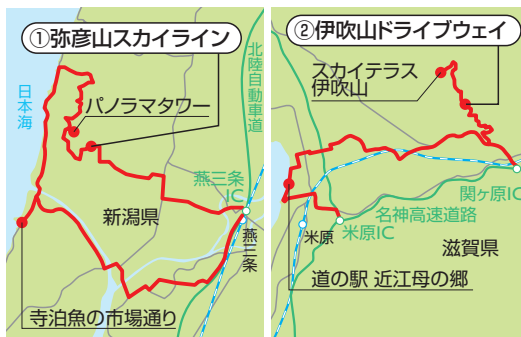 ①弥彦山スカイライン
日本海
パノラマタワー
北陸自動車道
燕三条
IC
新潟県
燕三条
寺泊魚の市場通り
②伊吹山ドライブウェイ
スカイテラス
伊吹山
関ヶ原IC
名神高速道路
米原
米原IC
滋賀県
道の駅 近江母の郷